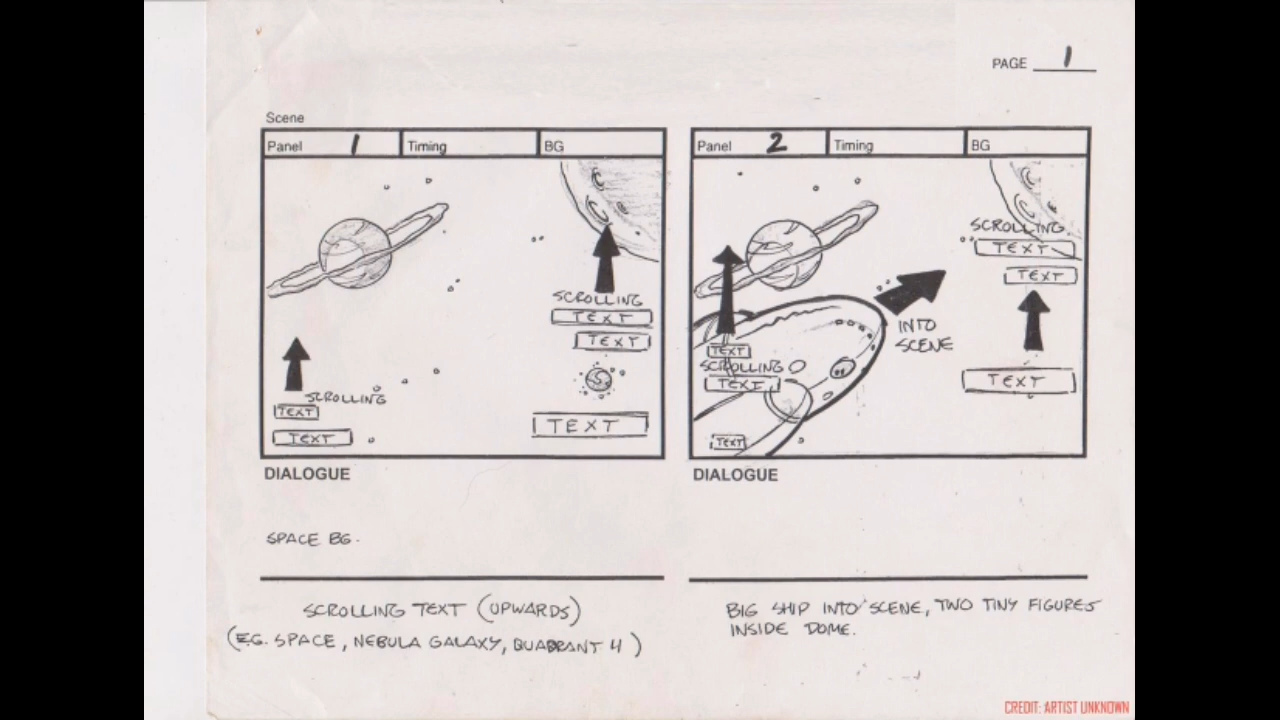 PAGE 1
Scene
Panel 1 Timing BG
SCROLLING
TEXT
TEXT
SCROLLING
TEXT
TEXT
TEXT
DIALOGUE
SPACE BG.
SCROLLING TEXT (UPWARDS)
(E.G. SPACE, NEBULA GALAXY, QUADRANT 4)
Panel 2 Timing BG
SCROLLING
TEXT
TEXT
INTO
SCENE
TEXT
SCROLLING
TEXT
TEXT
TEXT
DIALOGUE
BIG SHIP INTO SCENE, TWO TINY FIGURES
INSIDE DOME.
CREDIT: ARTIST UNKNOWN